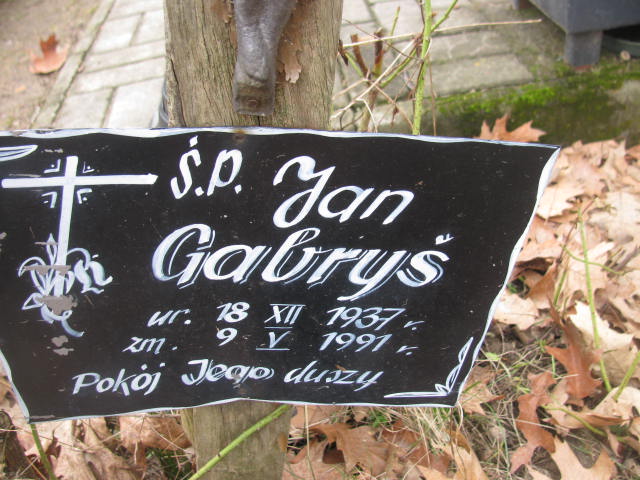 Ś.P. Jan
Gabryś
ur. 18 XII 1937 r.
zm. 9 V 1991 r.
Pokój Jego duszy